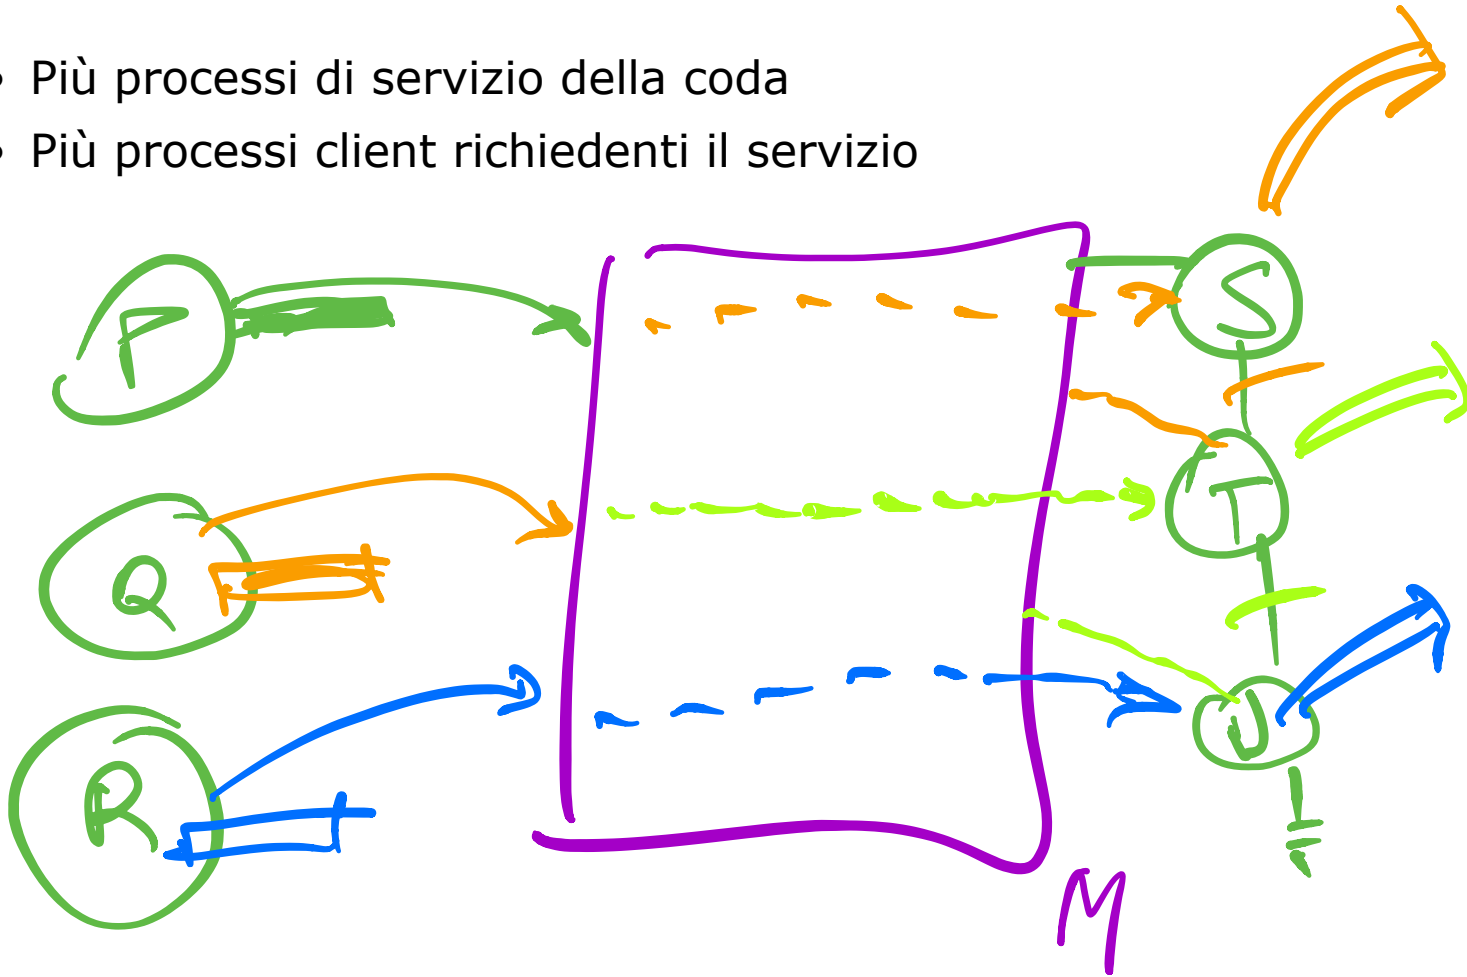 • Più processi di servizio della coda
• Più processi client richiedenti il servizio
P
S
Q
T
R
U
M